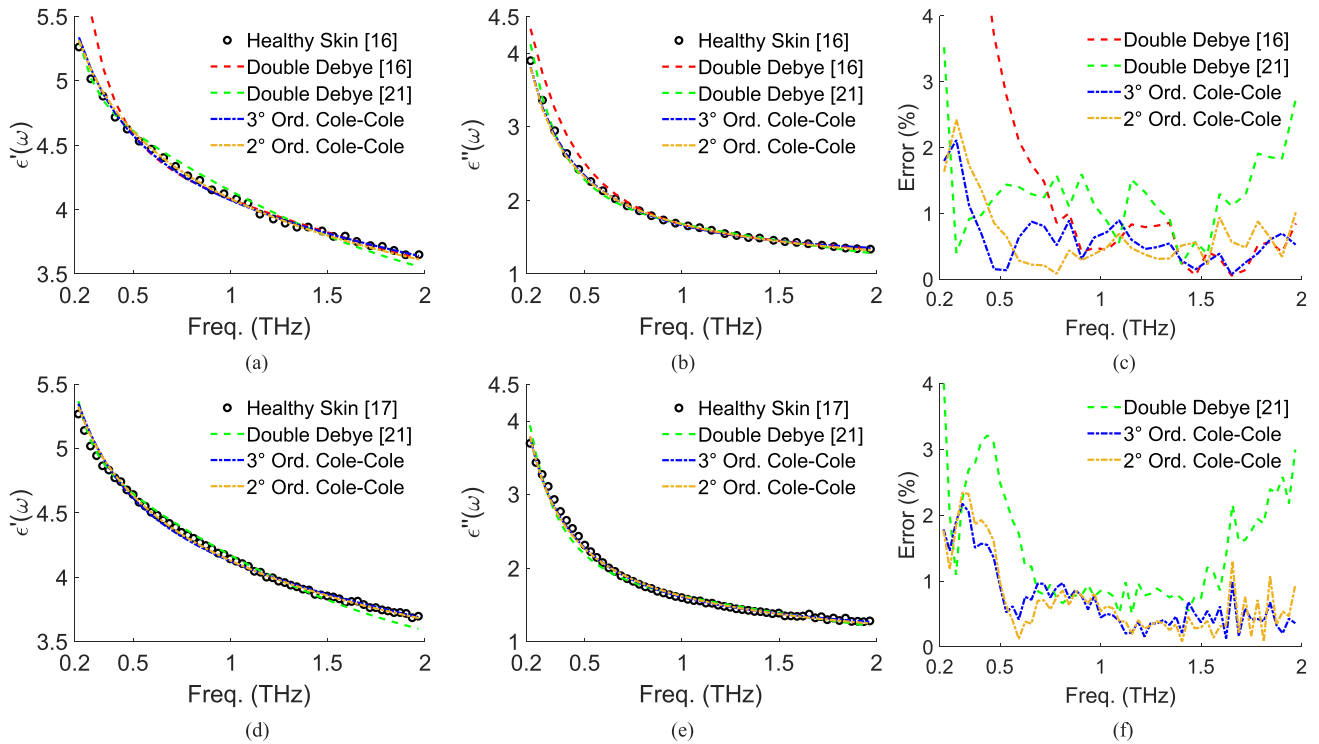 5.5
5
4.5
4
3.5
ϵ'(ω)
Healthy Skin [16]
Double Debye [16]
Double Debye [21]
3° Ord. Cole-Cole
2° Ord. Cole-Cole
0.2 0.5 1 1.5 2
Freq. (THz)
(a)
4.5
4
3
2
1
ϵ''(ω)
Healthy Skin [16]
Double Debye [16]
Double Debye [21]
3° Ord. Cole-Cole
2° Ord. Cole-Cole
0.2 0.5 1 1.5 2
Freq. (THz)
(b)
4
3
2
1
0
Error (%)
Double Debye [16]
Double Debye [21]
3° Ord. Cole-Cole
2° Ord. Cole-Cole
0.2 0.5 1 1.5 2
Freq. (THz)
(c)
5.5
5
4.5
4
3.5
ϵ'(ω)
Healthy Skin [17]
Double Debye [21]
3° Ord. Cole-Cole
2° Ord. Cole-Cole
0.2 0.5 1 1.5 2
Freq. (THz)
(d)
4.5
4
3
2
1
ϵ''(ω)
Healthy Skin [17]
Double Debye [21]
3° Ord. Cole-Cole
2° Ord. Cole-Cole
0.2 0.5 1 1.5 2
Freq. (THz)
(e)
4
3
2
1
0
Error (%)
Double Debye [21]
3° Ord. Cole-Cole
2° Ord. Cole-Cole
0.2 0.5 1 1.5 2
Freq. (THz)
(f)